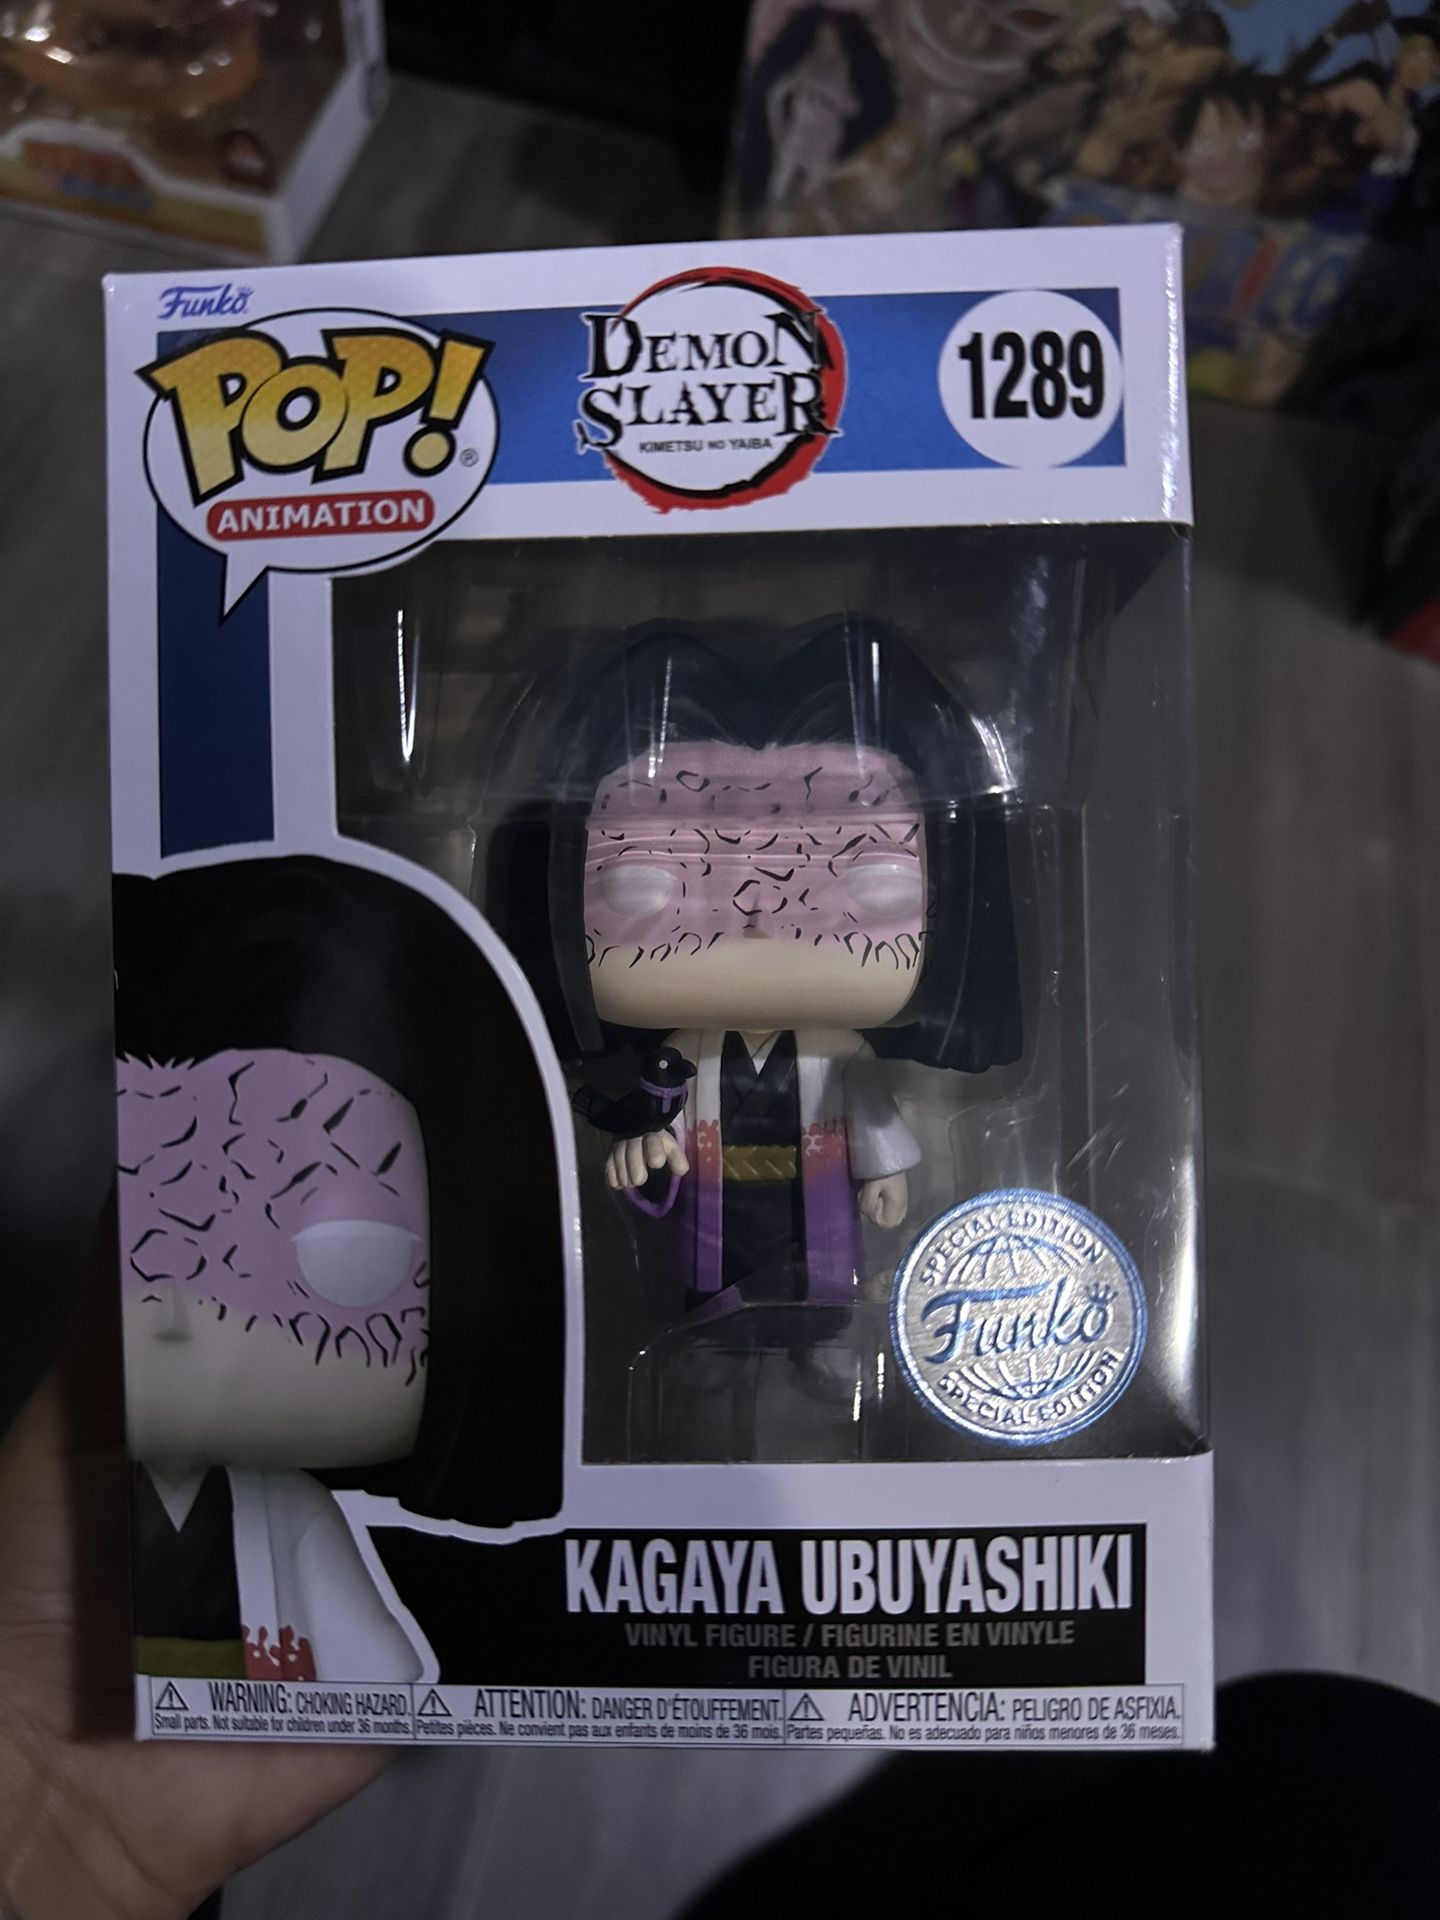 Funko
POP!®
ANIMATION
DEMON
SLAYER
KIMETSU NO YAIBA
1289
SPECIAL EDITION
Funko
SPECIAL EDITION
KAGAYA UBUYASHIKI
VINYL FIGURE / FIGURINE EN VINYLE
FIGURA DE VINIL
⚠ WARNING: CHOKING HAZARD.
Small parts. Not suitable for children under 36 months.
⚠ ATTENTION: DANGER D'ÉTOUFFEMENT.
Petites pièces. Ne convient pas aux enfants de moins de 36 mois.
⚠ ADVERTENCIA: PELIGRO DE ASFIXIA.
Partes pequeñas. No es adecuado para niños menores de 36 meses.